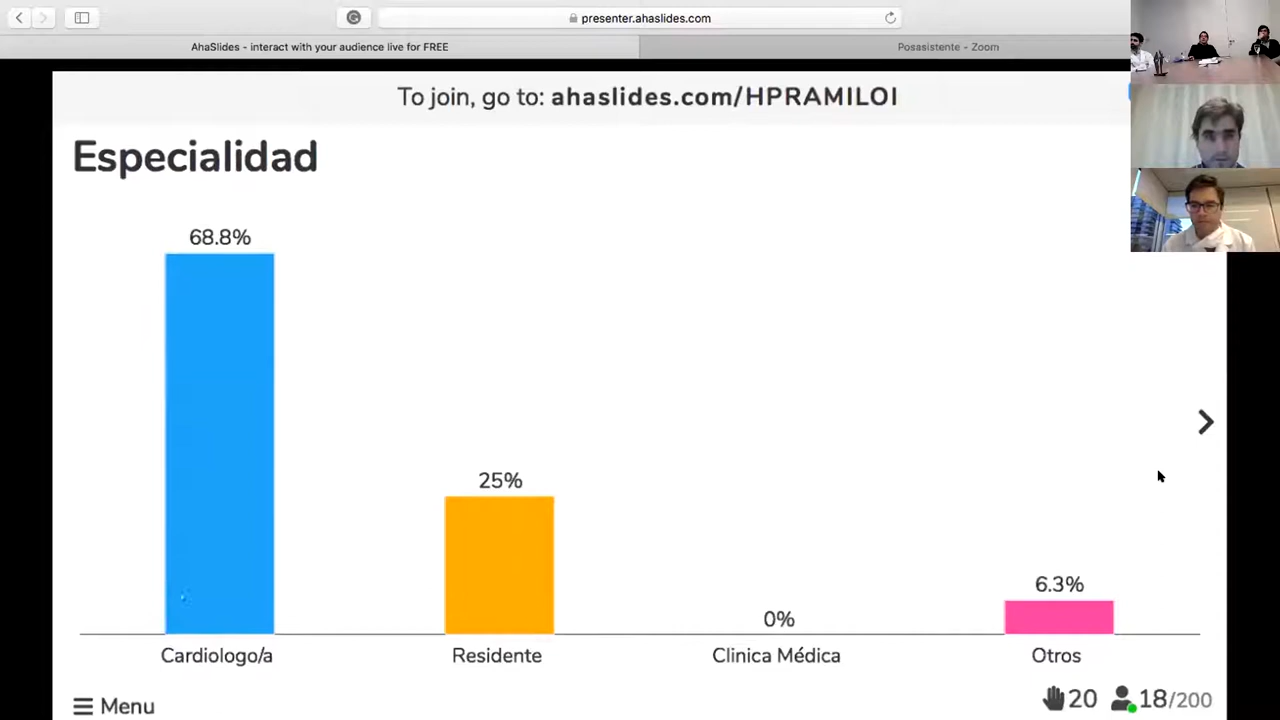 presenter.ahaslides.com
AhaSlides - interact with your audience live for FREE
Posasistente - Zoom
To join, go to: ahaslides.com/HPRAMILOI
Especialidad
68.8%
25%
0%
6.3%
Cardiologo/a
Residente
Clinica Médica
Otros
Menu
20
18/200